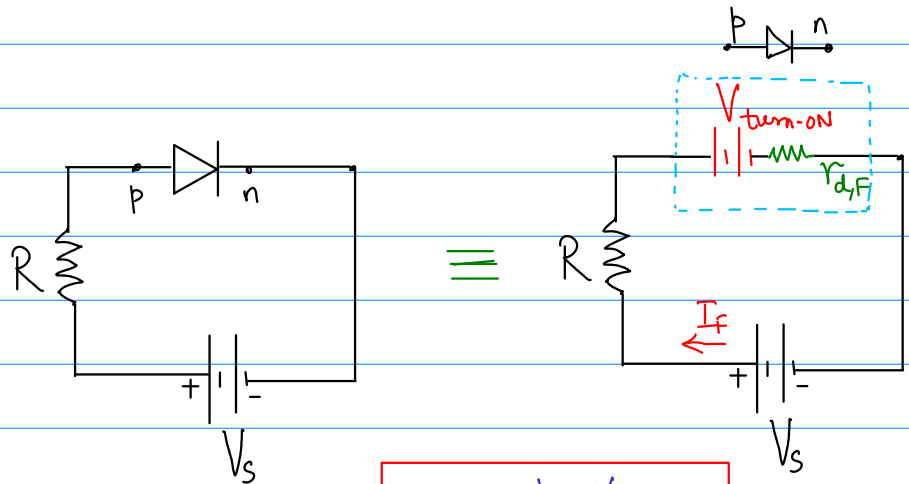 p n
V turn-ON
r d,F
p n
R
≡
R
I F
+ -
+ -
V S
V S